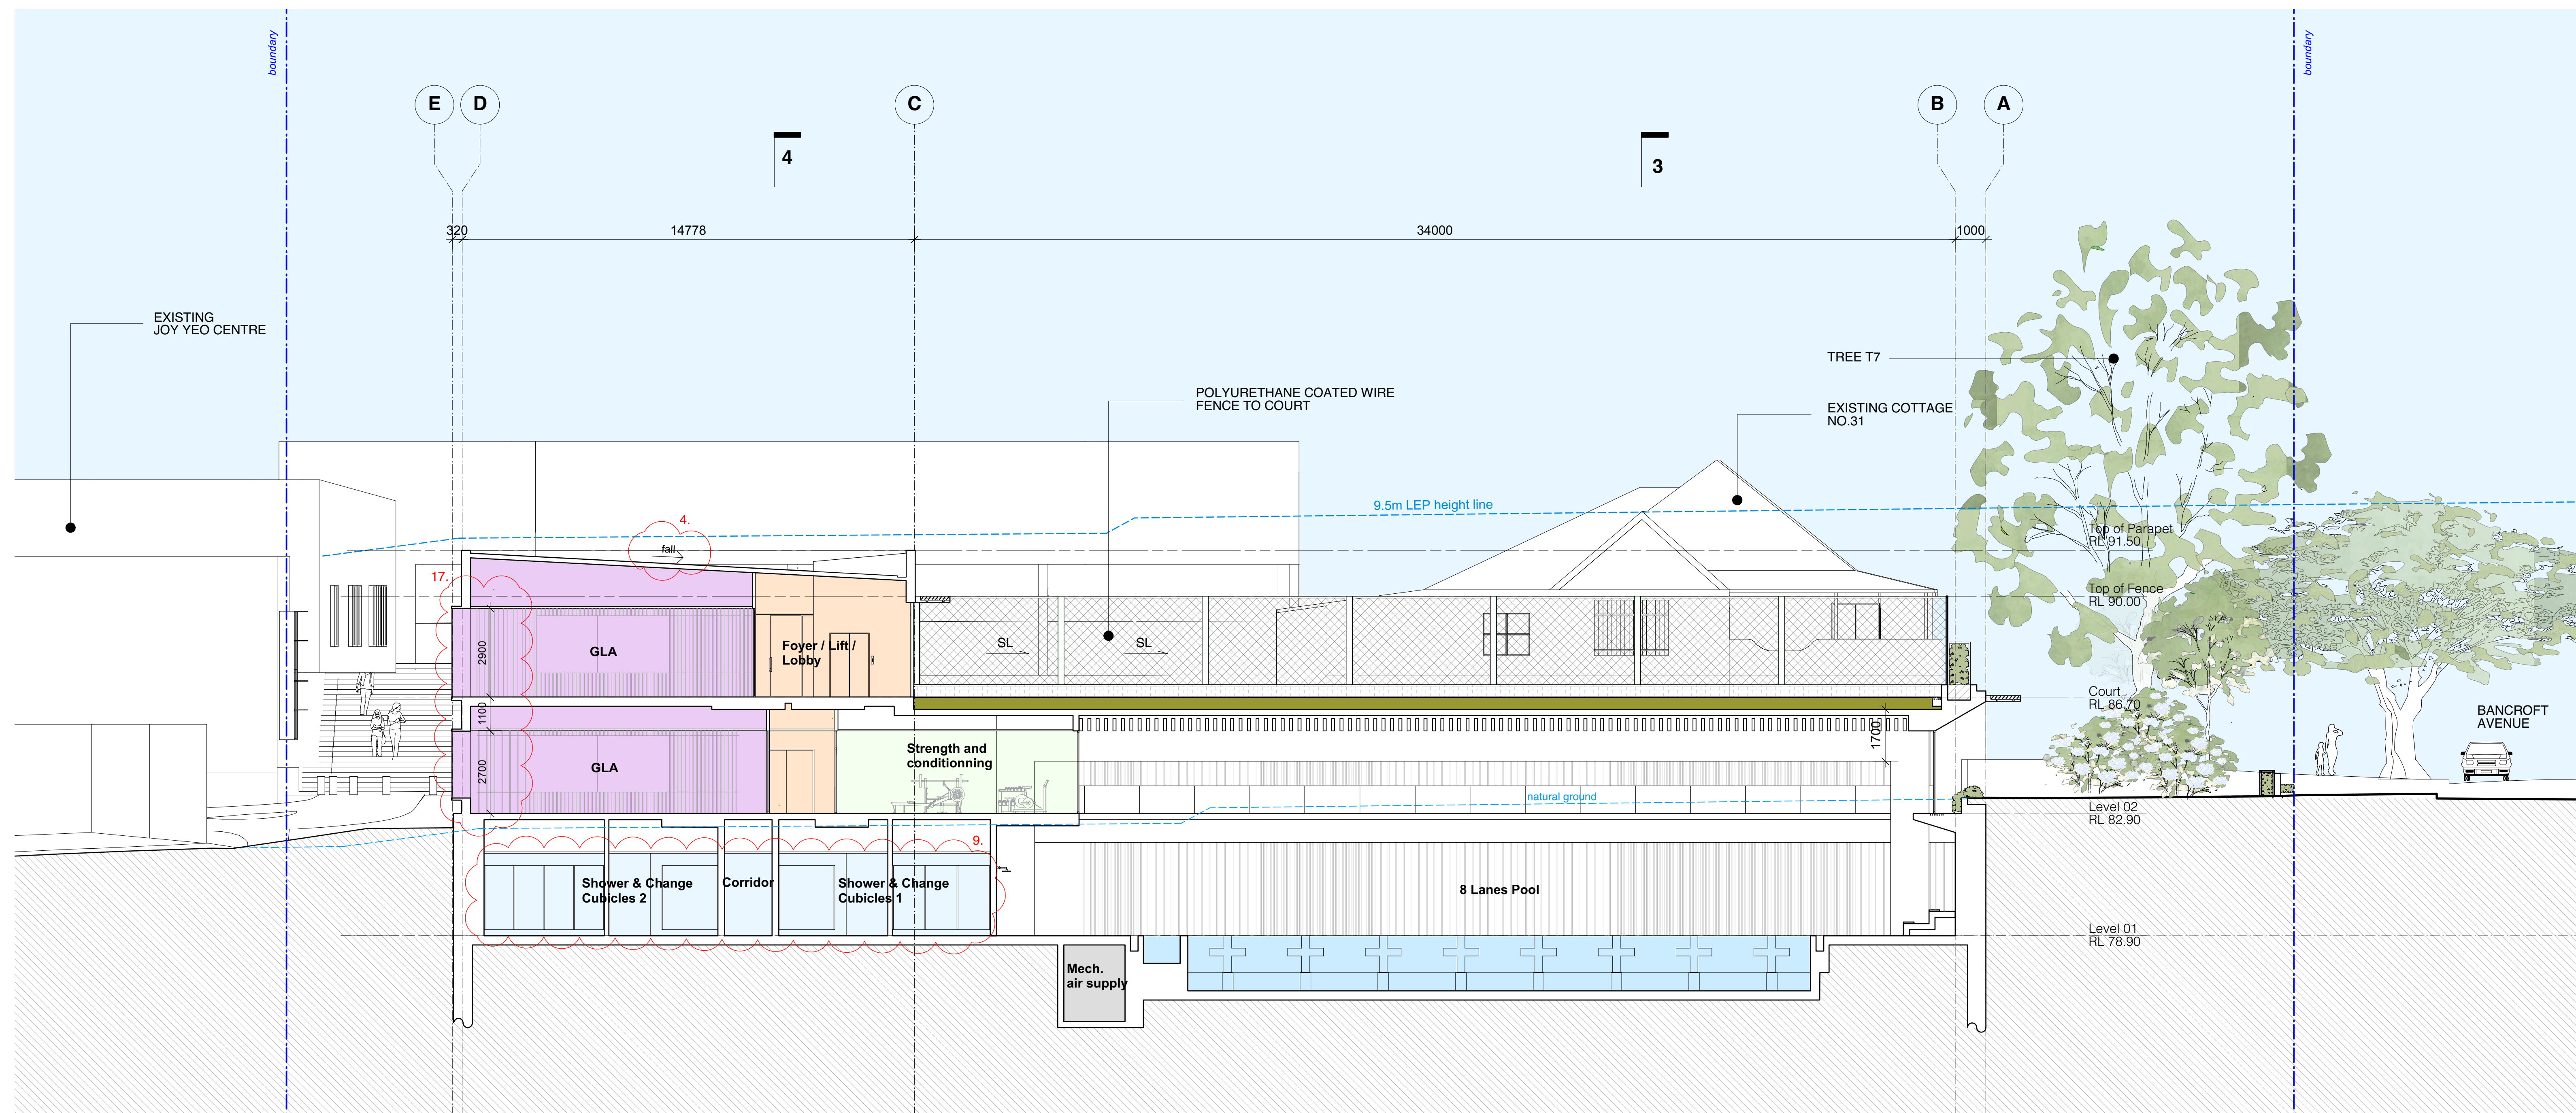 boundary
boundary
E
D
C
B
A
4
3
320
14778
34000
1000
EXISTING
JOY YEO CENTRE
TREE T7
POLYURETHANE COATED WIRE
FENCE TO COURT
EXISTING COTTAGE
NO.31
9.5m LEP height line
4.
fall
Top of Parapet
RL 91.50
17.
Top of Fence
RL 90.00
2900
GLA
Foyer / Lift /
Lobby
SL
SL
Court
RL 86.70
1100
BANCROFT
AVENUE
1700
Strength and
conditionning
2700
GLA
natural ground
Level 02
RL 82.90
9.
Shower & Change
Cubicles 2
Corridor
Shower & Change
Cubicles 1
8 Lanes Pool
Level 01
RL 78.90
Mech.
air supply